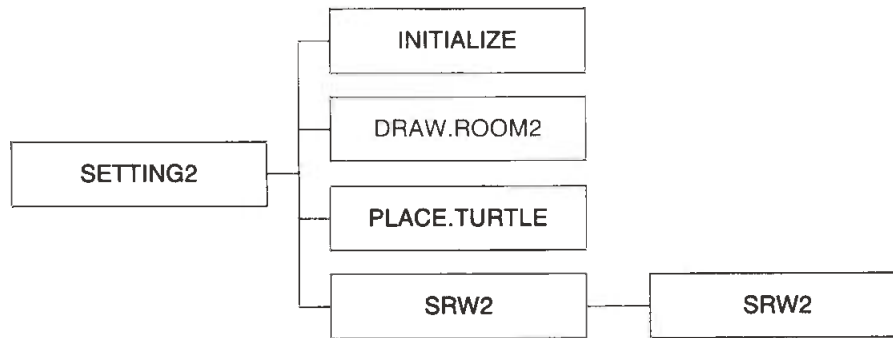 INITIALIZE
DRAW.ROOM2
SETTING2
PLACE.TURTLE
SRW2
SRW2